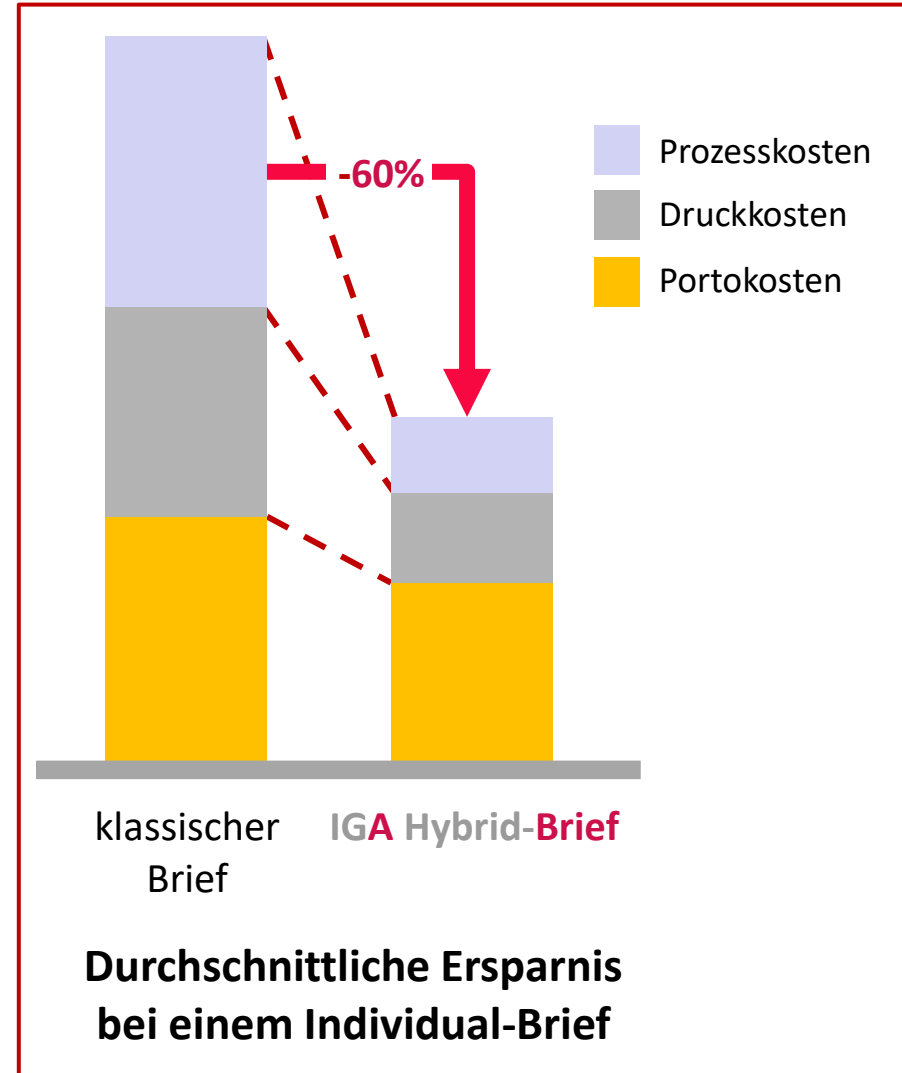 -60%
Prozesskosten
Druckkosten
Portokosten
klassischer
Brief
IGA Hybrid-Brief
Durchschnittliche Ersparnis
bei einem Individual-Brief